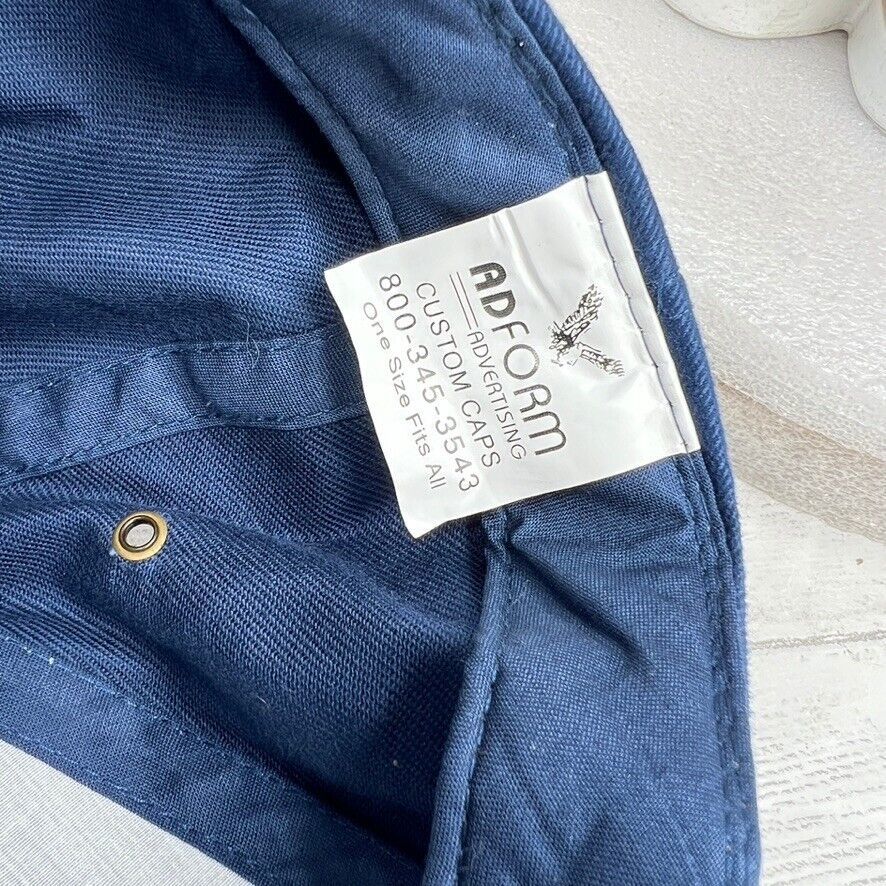 ADFORM
ADVERTISING
CUSTOM CAPS
800-345-3543
One Size Fits All